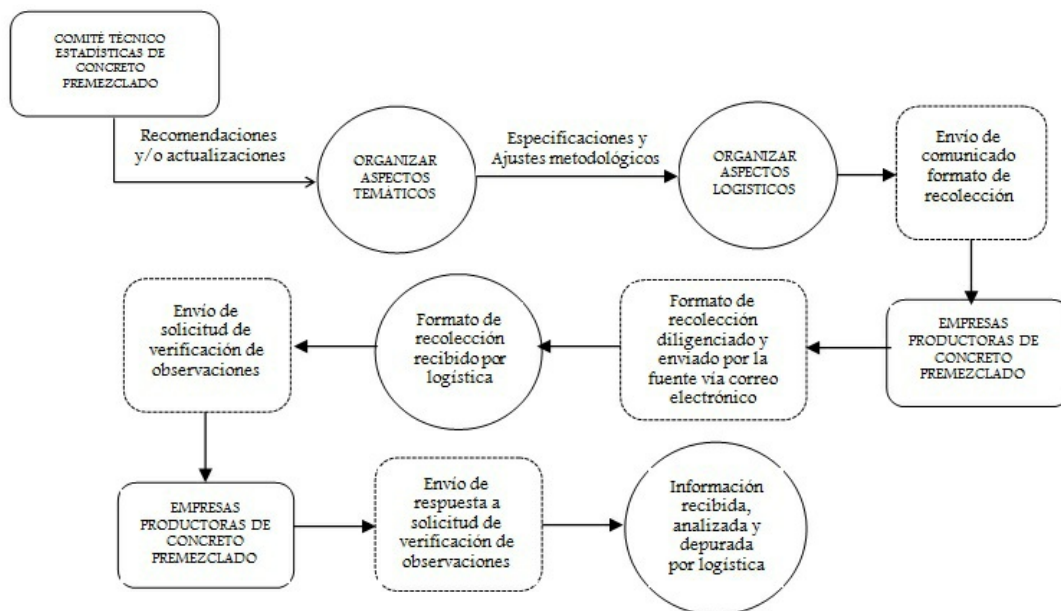 COMITÉ TÉCNICO
ESTADÍSTICAS DE
CONCRETO
PREMEZCLADO
Recomendaciones
y/o actualizaciones
ORGANIZAR
ASPECTOS
TEMÁTICOS
Especificaciones y
Ajustes metodológicos
ORGANIZAR
ASPECTOS
LOGISTICOS
Envío de
comunicado
formato de
recolección
EMPRESAS
PRODUCTORAS DE
CONCRETO
PREMEZCLADO
Formato de
recolección
diligenciado y
enviado por la
fuente vía correo
electrónico
Formato de
recolección
recibido por
logística
Envío de
solicitud de
verificación de
observaciones
EMPRESAS
PRODUCTORAS DE
CONCRETO
PREMEZCLADO
Envío de
respuesta a
solicitud de
verificación de
observaciones
Información
recibida,
analizada y
depurada
por logística